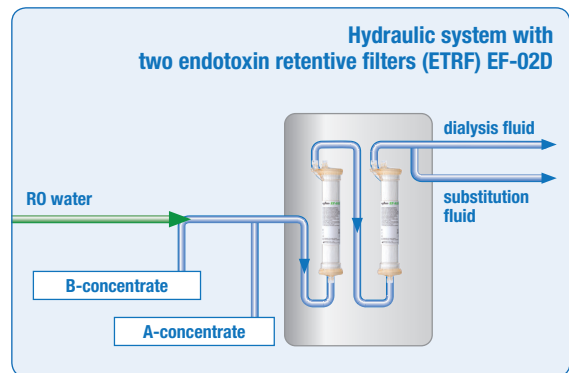 Hydraulic system with
two endotoxin retentive filters (ETRF) EF-02D
dialysis fluid
RO water
substitution
fluid
B-concentrate
A-concentrate